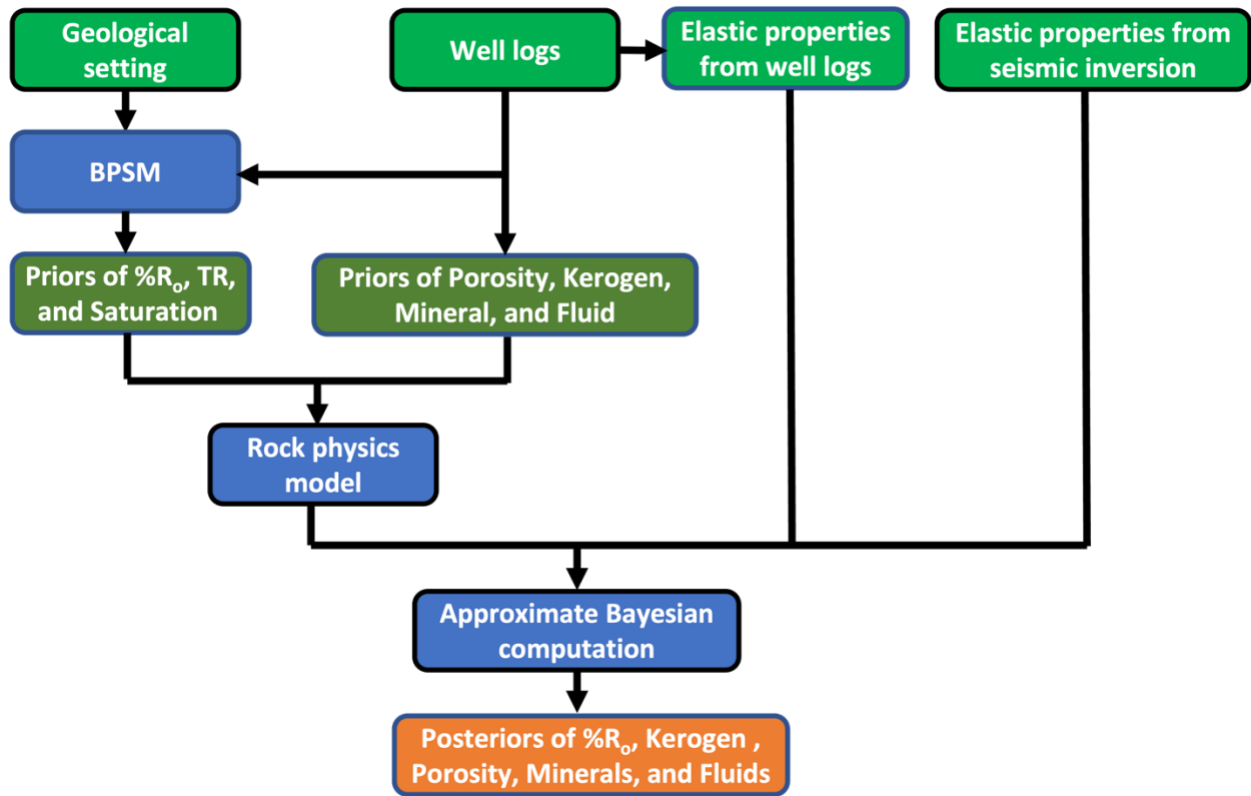 Geological
setting
Well logs
Elastic properties
from well logs
Elastic properties from
seismic inversion
BPSM
Priors of %Rₒ, TR,
and Saturation
Priors of Porosity, Kerogen,
Mineral, and Fluid
Rock physics
model
Approximate Bayesian
computation
Posteriors of %Rₒ, Kerogen ,
Porosity, Minerals, and Fluids